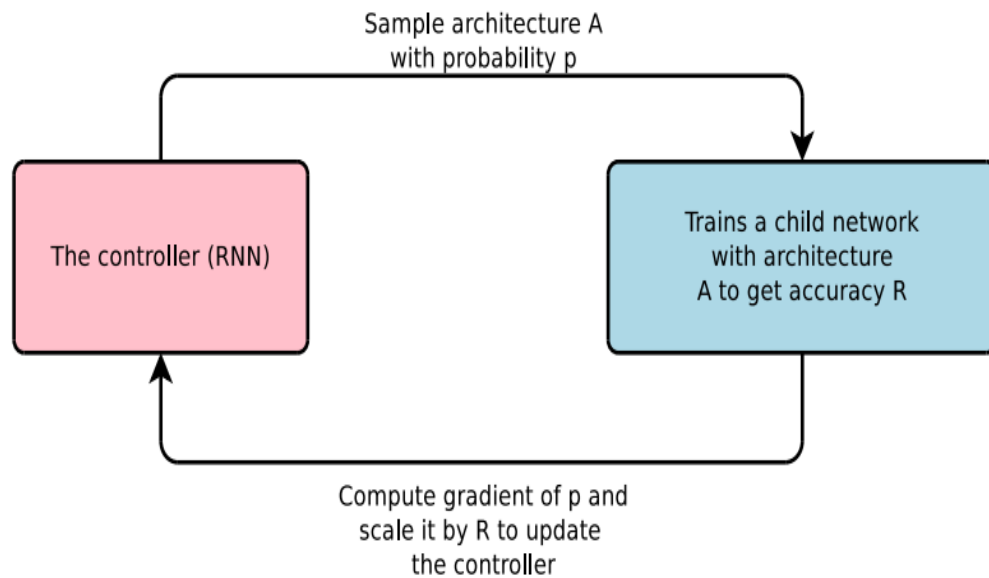 Sample architecture A
with probability p
The controller (RNN)
Trains a child network
with architecture
A to get accuracy R
Compute gradient of p and
scale it by R to update
the controller